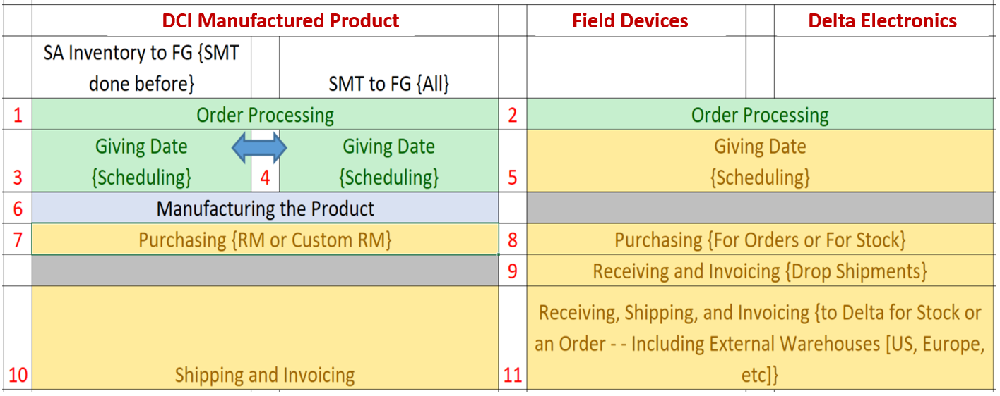 DCI Manufactured Product
Field Devices
Delta Electronics
SA Inventory to FG {SMT
done before}
SMT to FG {All}
1
Order Processing
2
Order Processing
3
Giving Date
{Scheduling}
4
Giving Date
{Scheduling}
5
Giving Date
{Scheduling}
6
Manufacturing the Product
7
Purchasing {RM or Custom RM}
8
Purchasing {For Orders or For Stock}
9
Receiving and Invoicing {Drop Shipments}
10
Shipping and Invoicing
11
Receiving, Shipping, and Invoicing {to Delta for Stock or
an Order - - Including External Warehouses [US, Europe,
etc]}